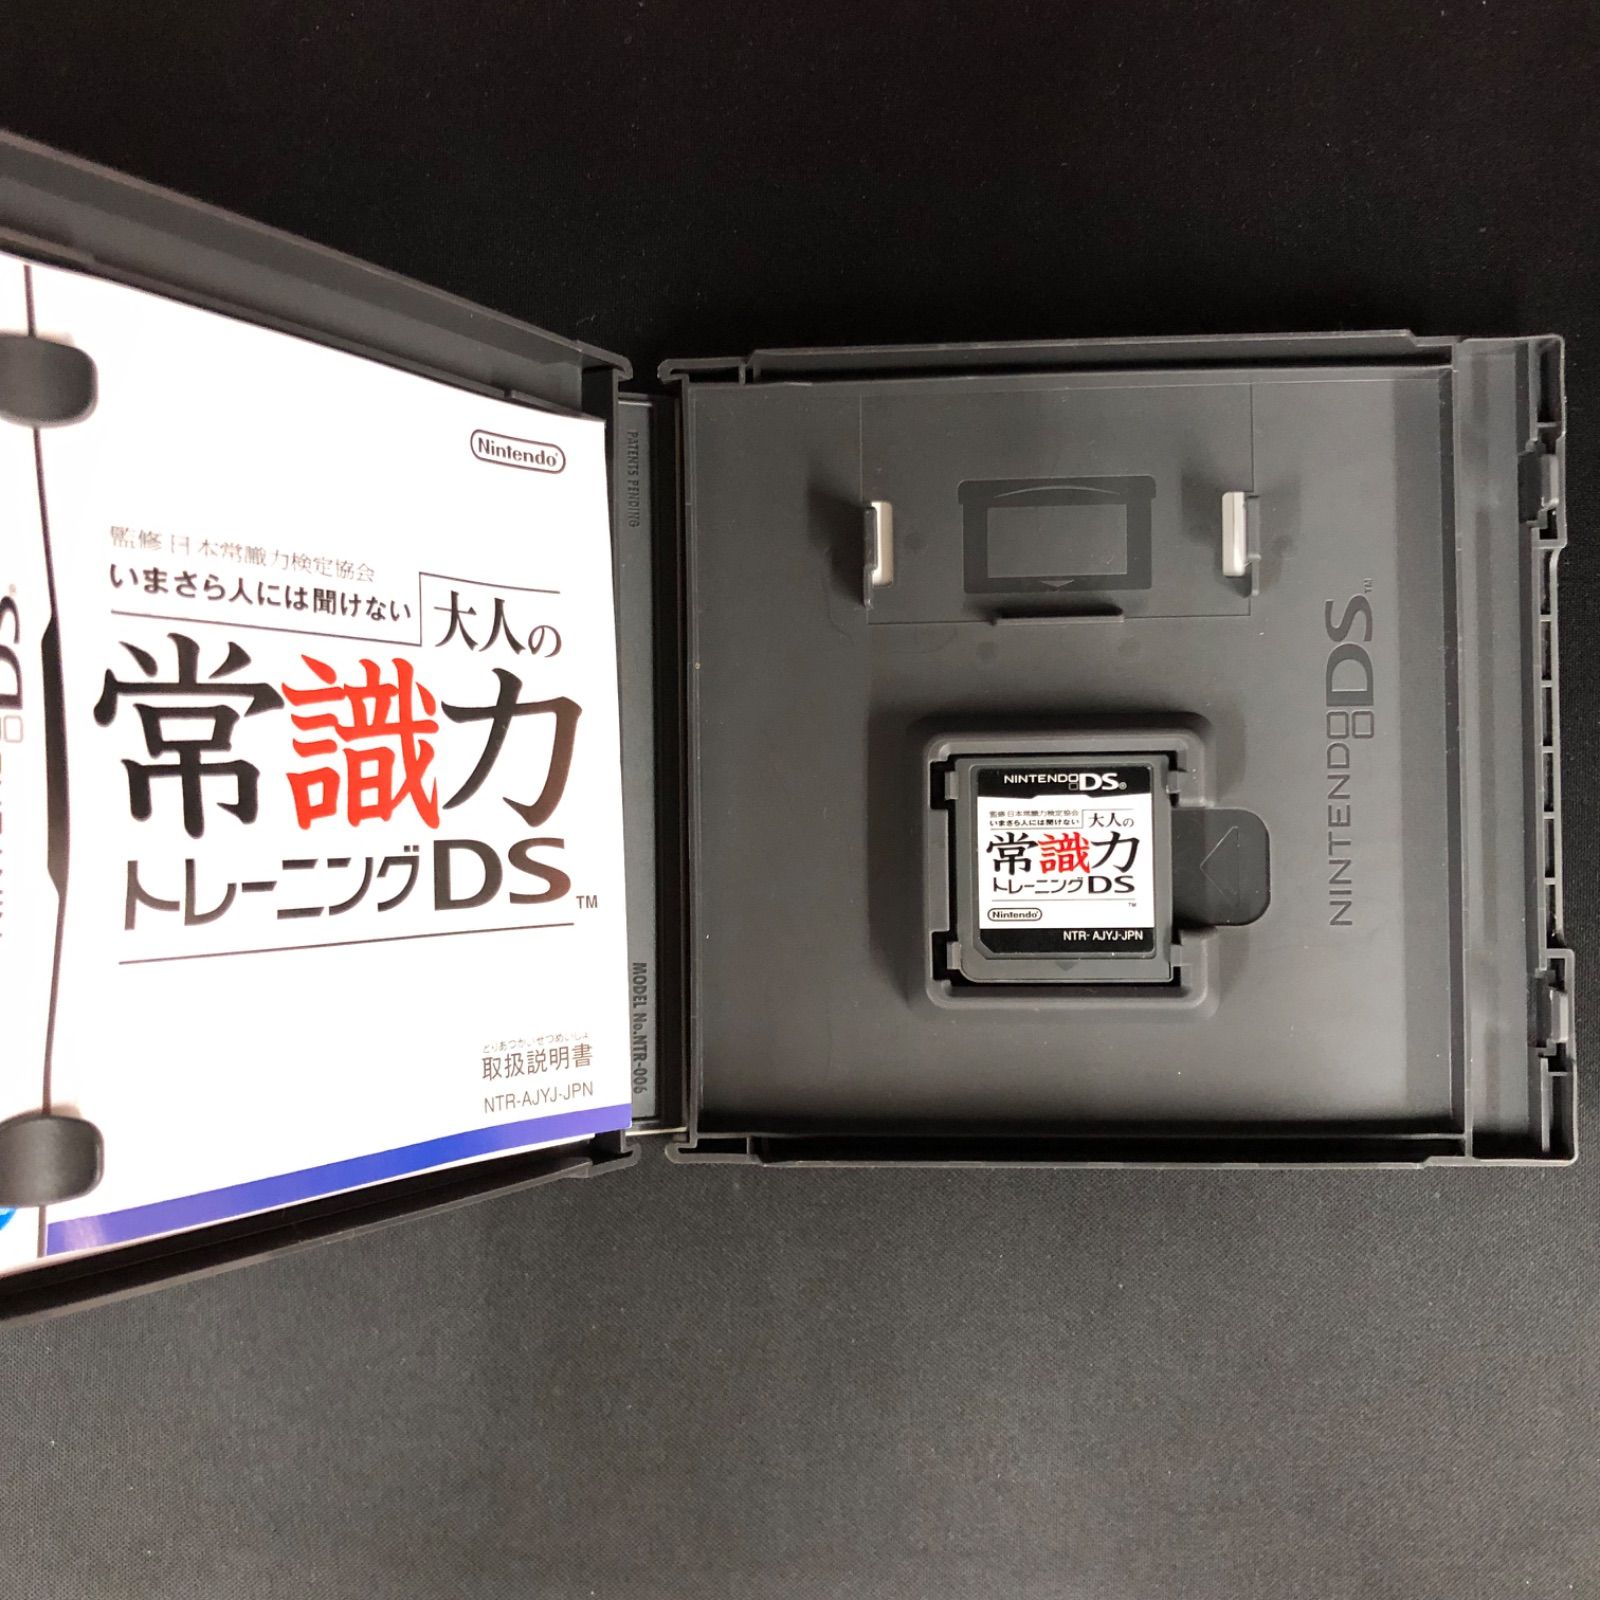 Nintendo
監修 日本常識力検定協会
いまさら人には聞けない
大人の
常識力
トレーニングDS™
とりあつかいせつめいしょ
取扱説明書
NTR-AJYJ-JPN
PATENTS PENDING
MODEL No.NTR-006
NINTENDO DS®
監修 日本常識力検定協会
いまさら人には聞けない
大人の
常識力
トレーニングDS
™
Nintendo
NTR-AJYJ-JPN
NINTENDO DS™
DS®